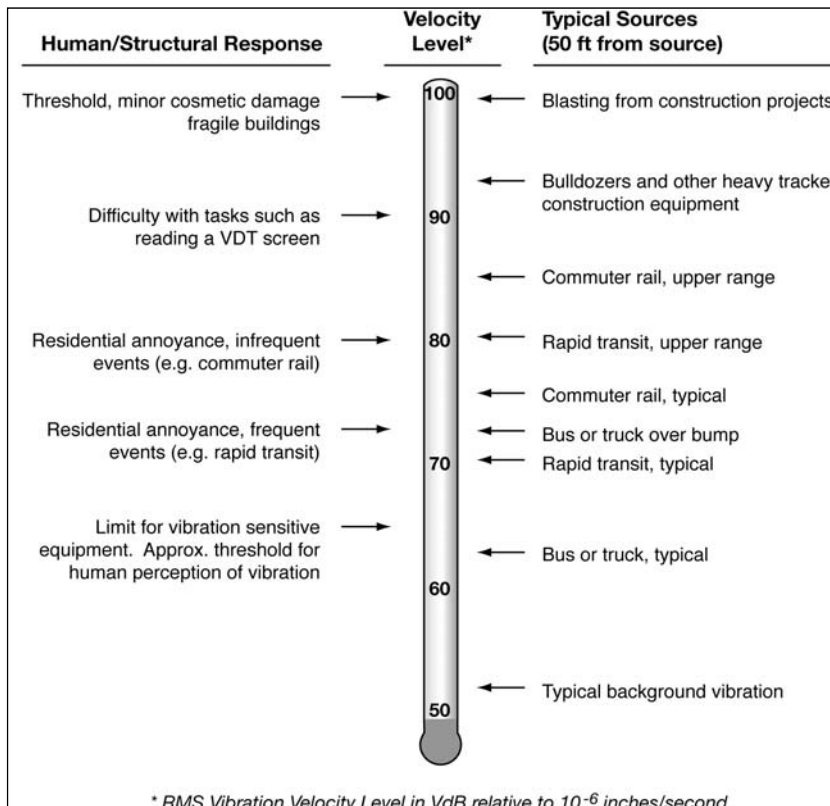 Human/Structural Response
Velocity
Level*
Typical Sources
(50 ft from source)
Threshold, minor cosmetic damage
fragile buildings
100
Blasting from construction projects
Bulldozers and other heavy tracke
construction equipment
Difficulty with tasks such as
reading a VDT screen
90
Commuter rail, upper range
Residential annoyance, infrequent
events (e.g. commuter rail)
80
Rapid transit, upper range
Commuter rail, typical
Residential annoyance, frequent
events (e.g. rapid transit)
Bus or truck over bump
70
Rapid transit, typical
Limit for vibration sensitive
equipment. Approx. threshold for
human perception of vibration
Bus or truck, typical
60
Typical background vibration
50
* RMS Vibration Velocity Level in VdB relative to 10-6 inches/second